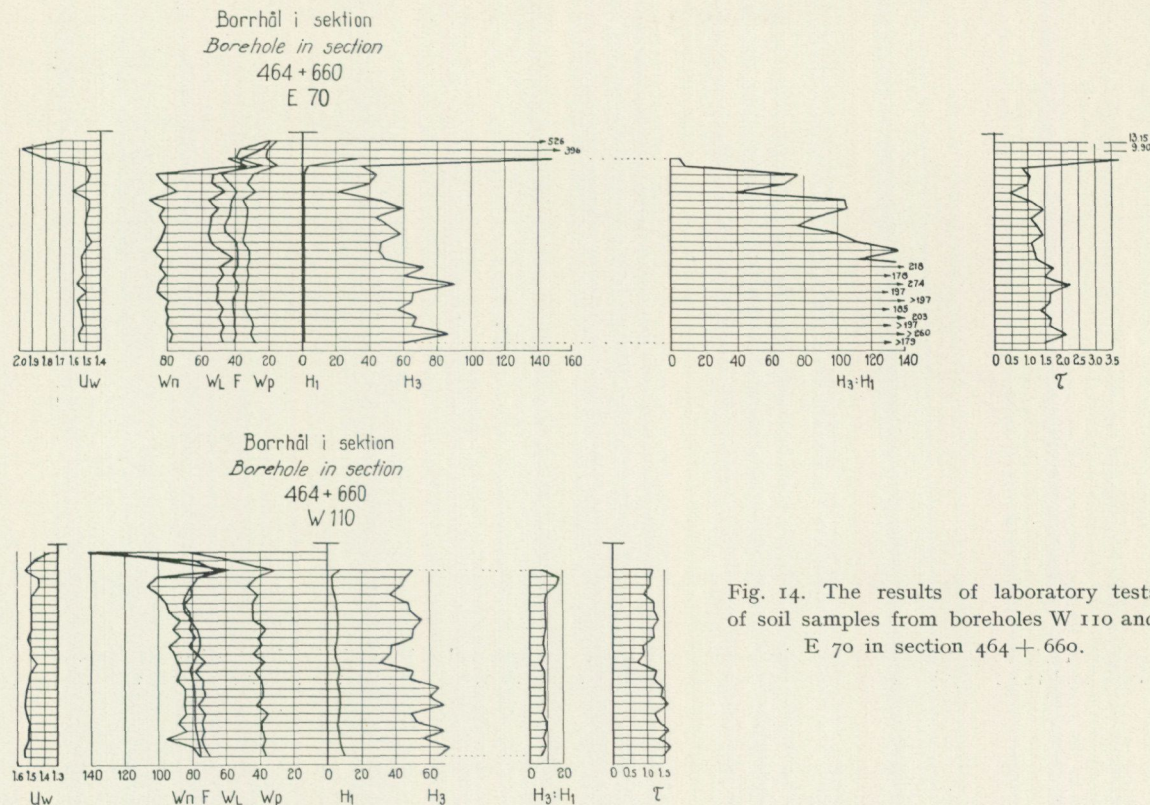 Borrhål i sektion
Borehole in section
464 + 660
E 70
526
396
13.15
9.90
218
178
274
197
>197
185
203
>197
>260
>179
2.0 1.9 1.8 1.7 1.6 1.5 1.4
80 60 40 20 0 20 40 60 80 100 120 140 160
0 20 40 60 80 100 120 140
0 0.5 1.0 1.5 2.0 2.5 3.0 3.5
Uw Wn WL F Wp H1 H3 H3:H1 τ
Borrhål i sektion
Borehole in section
464 + 660
W 110
1.6 1.5 1.4 1.3
140 120 100 80 60 40 20 0 20 40 60
0 20
0 0.5 1.0 1.5
Uw Wn F WL Wp H1 H3 H3:H1 τ
Fig. 14. The results of laboratory tests
of soil samples from boreholes W 110 and
E 70 in section 464 + 660.